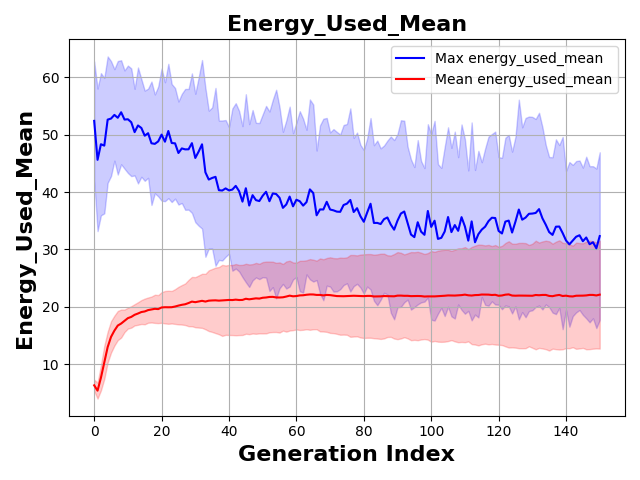 Energy_Used_Mean
Max energy_used_mean
Mean energy_used_mean
Energy_Used_Mean
60
50
40
30
20
10
0 20 40 60 80 100 120 140
Generation Index